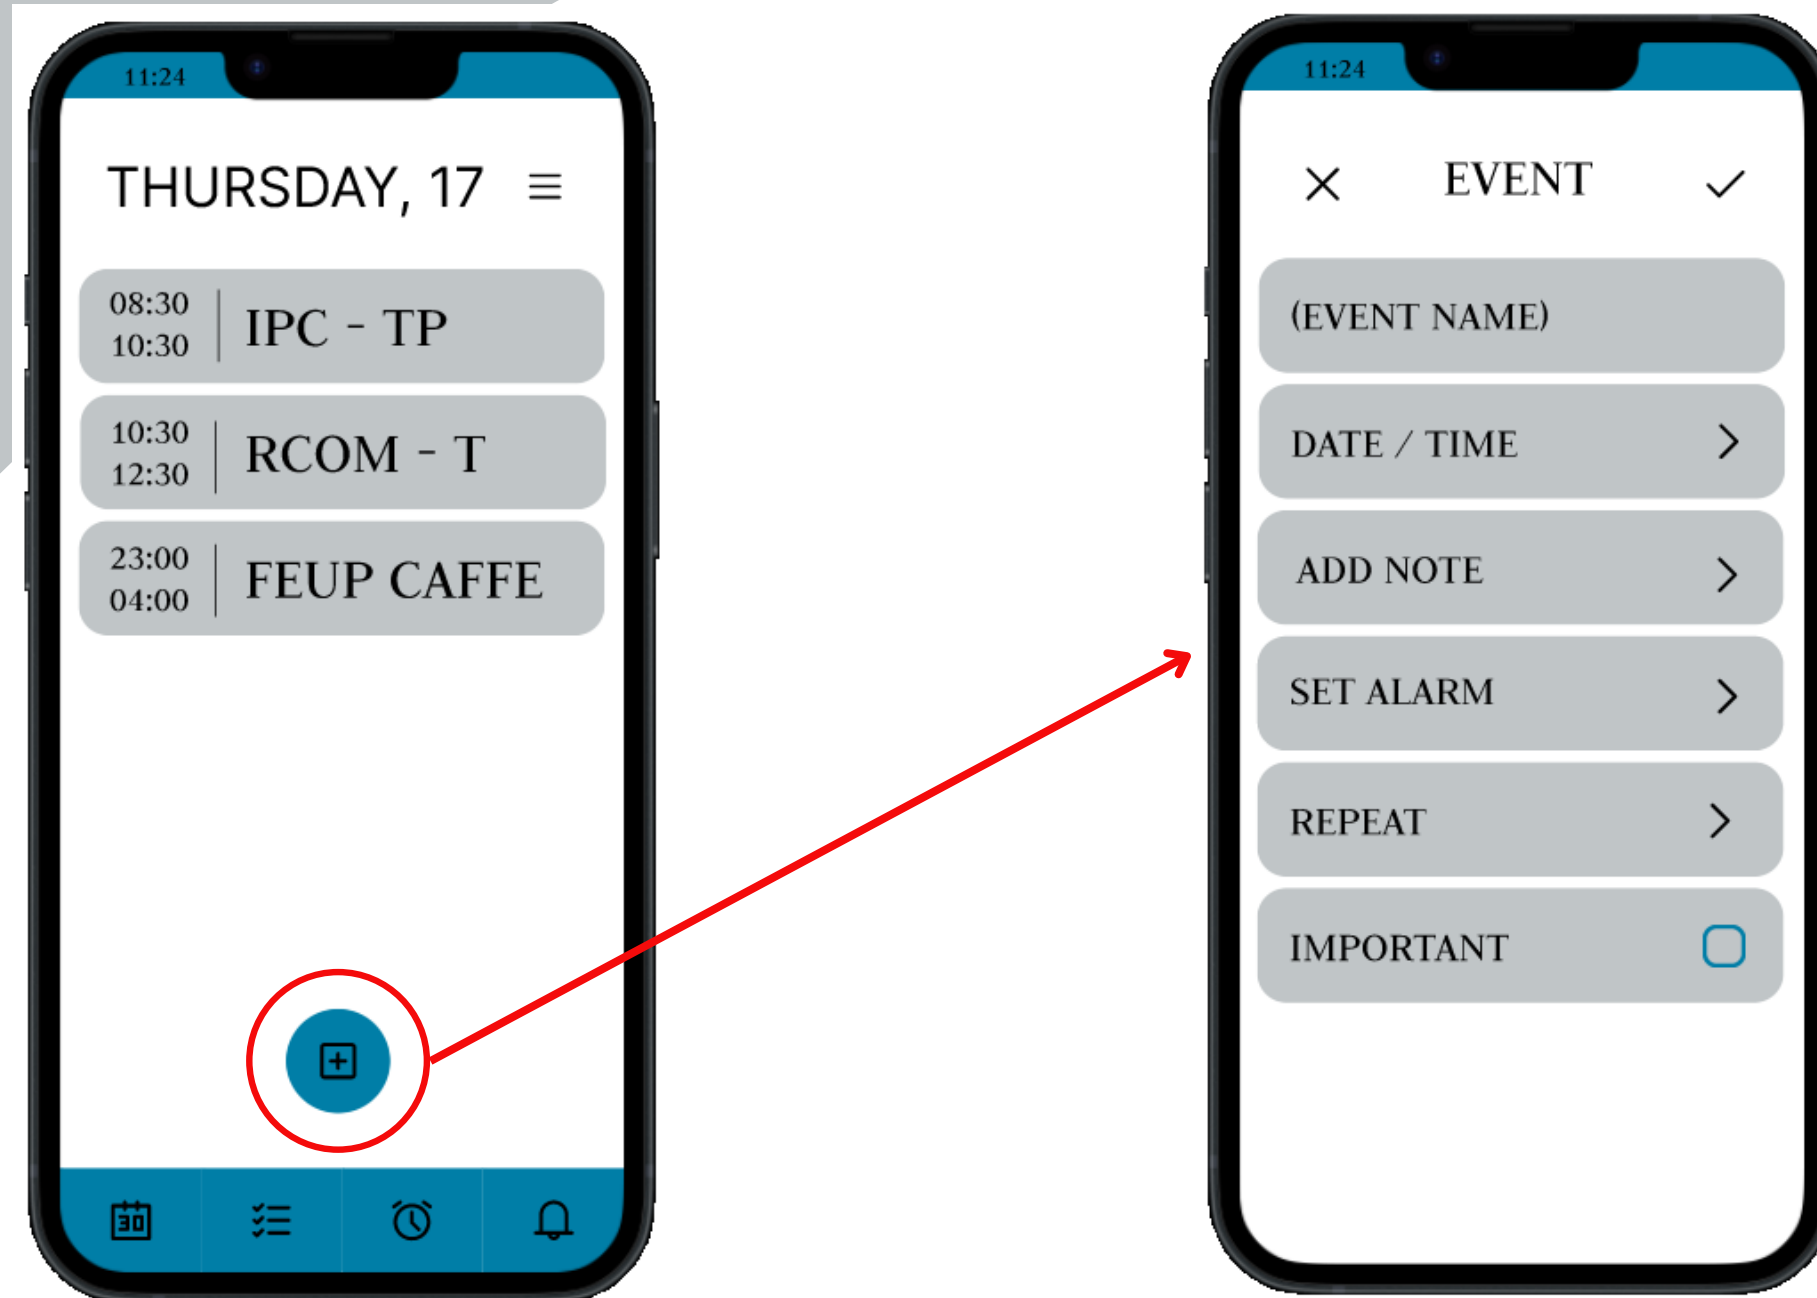 11:24
THURSDAY, 17
08:30
10:30
IPC - TP
10:30
12:30
RCOM - T
23:00
04:00
FEUP CAFFE
30
11:24
EVENT
(EVENT NAME)
DATE / TIME
ADD NOTE
SET ALARM
REPEAT
IMPORTANT